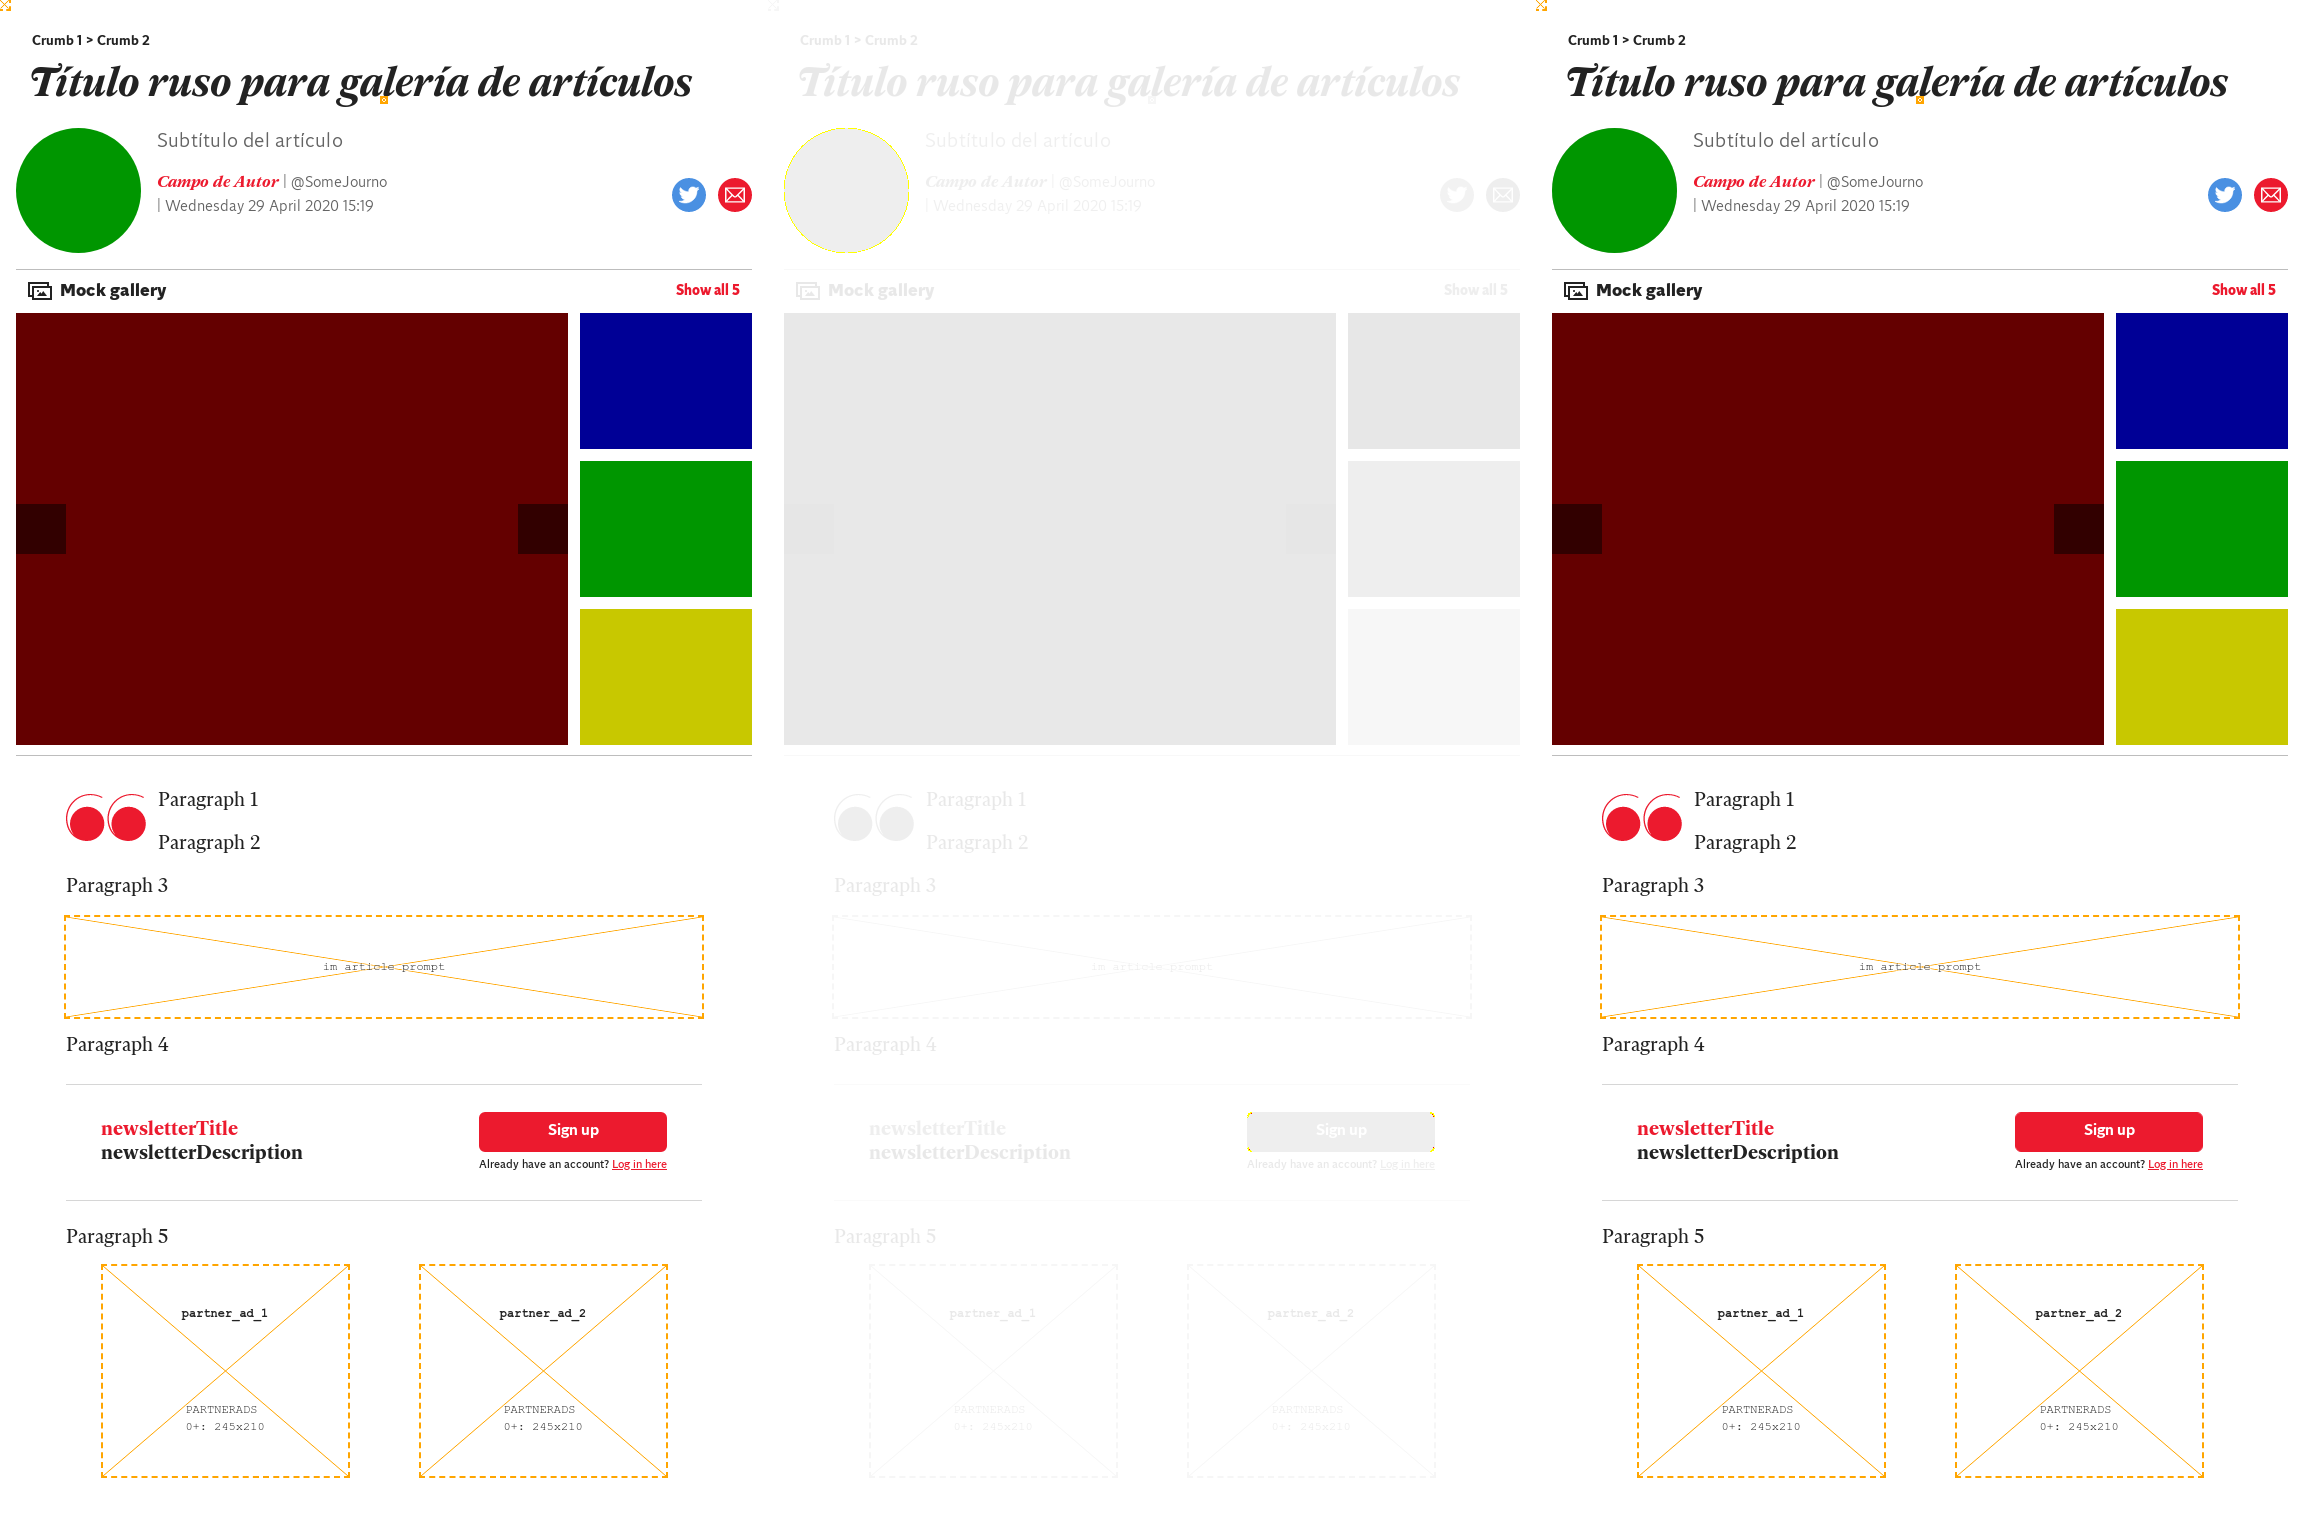 Crumb 1 > Crumb 2
Título ruso para galería de artículos
Subtítulo del artículo
Campo de Autor | @SomeJourno
| Wednesday 29 April 2020 15:19
Mock gallery
Show all 5
Paragraph 1
Paragraph 2
Paragraph 3
im article prompt
Paragraph 4
newsletterTitle
newsletterDescription
Sign up
Already have an account? Log in here
Paragraph 5
partner_ad_1
PARTNERADS
0+: 245x210
partner_ad_2
PARTNERADS
0+: 245x210
Crumb 1 > Crumb 2
Título ruso para galería de artículos
Subtítulo del artículo
Campo de Autor | @SomeJourno
| Wednesday 29 April 2020 15:19
Mock gallery
Show all 5
Paragraph 1
Paragraph 2
Paragraph 3
im article prompt
Paragraph 4
newsletterTitle
newsletterDescription
Sign up
Already have an account? Log in here
Paragraph 5
partner_ad_1
PARTNERADS
0+: 245x210
partner_ad_2
PARTNERADS
0+: 245x210
Crumb 1 > Crumb 2
Título ruso para galería de artículos
Subtítulo del artículo
Campo de Autor | @SomeJourno
| Wednesday 29 April 2020 15:19
Mock gallery
Show all 5
Paragraph 1
Paragraph 2
Paragraph 3
im article prompt
Paragraph 4
newsletterTitle
newsletterDescription
Sign up
Already have an account? Log in here
Paragraph 5
partner_ad_1
PARTNERADS
0+: 245x210
partner_ad_2
PARTNERADS
0+: 245x210